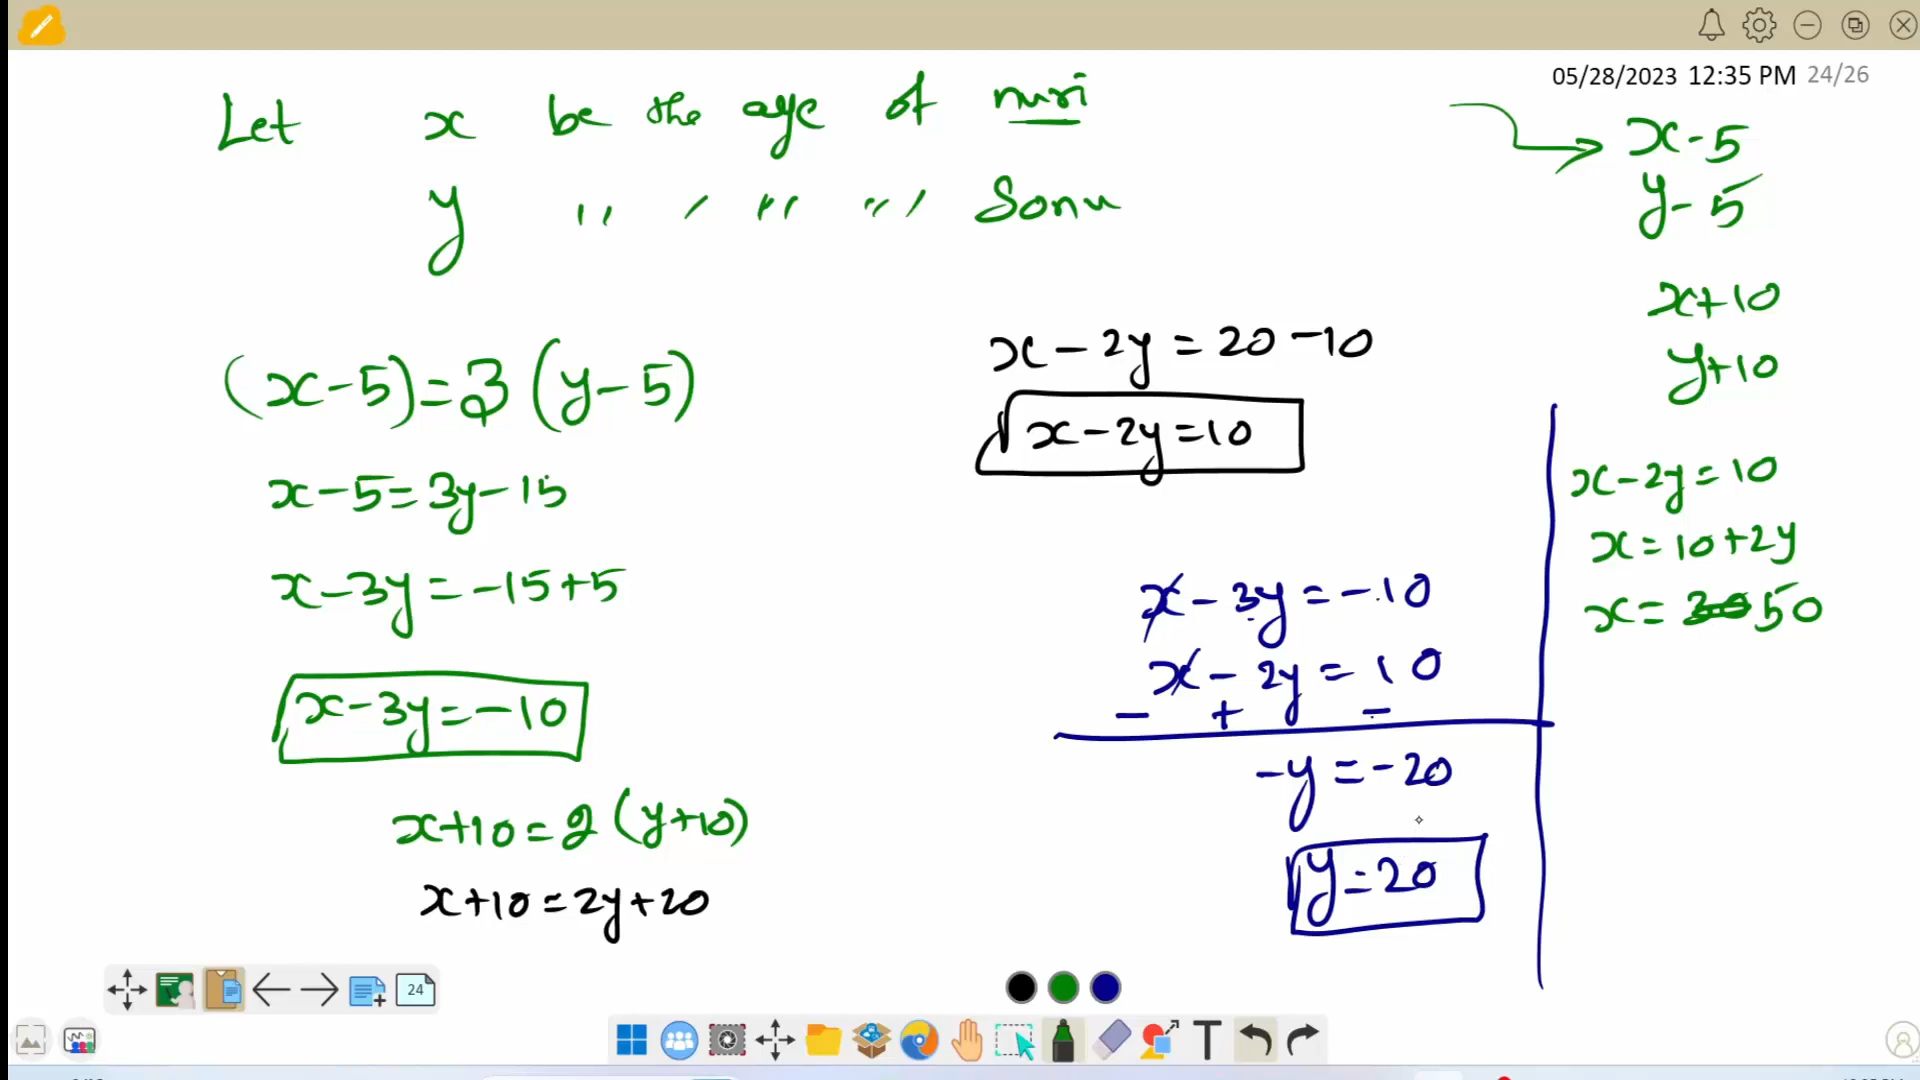 05/28/2023 12:35 PM 24/26
Let x be the age of nuri
y '' ' '' '' ' Sonu
(x-5)=3(y-5)
x-5=3y-15
x-3y=-15+5
x-3y=-10
x+10=2(y+10)
x+10=2y+20
x-2y=20-10
x-2y=10
x-3y=-10
x-2y=10
- + -
-y=-20
y=20
x-5
y-5
x+10
y+10
x-2y=10
x=10+2y
x=50
24
T